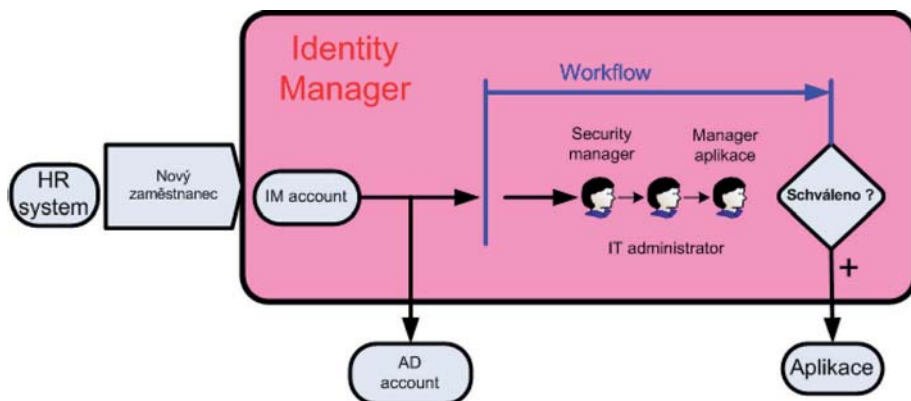 Identity
Manager
Workflow
Security
manager
Manager
aplikace
HR
system
Nový
zaměstnanec
IM account
Schváleno ?
IT administrator
+
AD
account
Aplikace